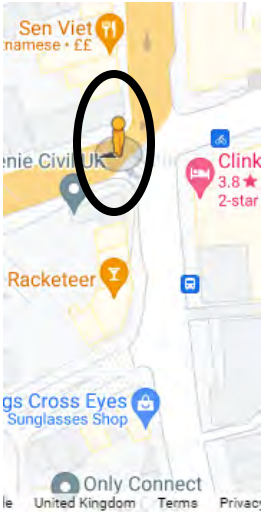 Sen Viet
namese • ££
enie Civil UK
Clink
3.8★
2-star
Racketeer
gs Cross Eyes
Sunglasses Shop
Only Connect
le United Kingdom Terms Privac